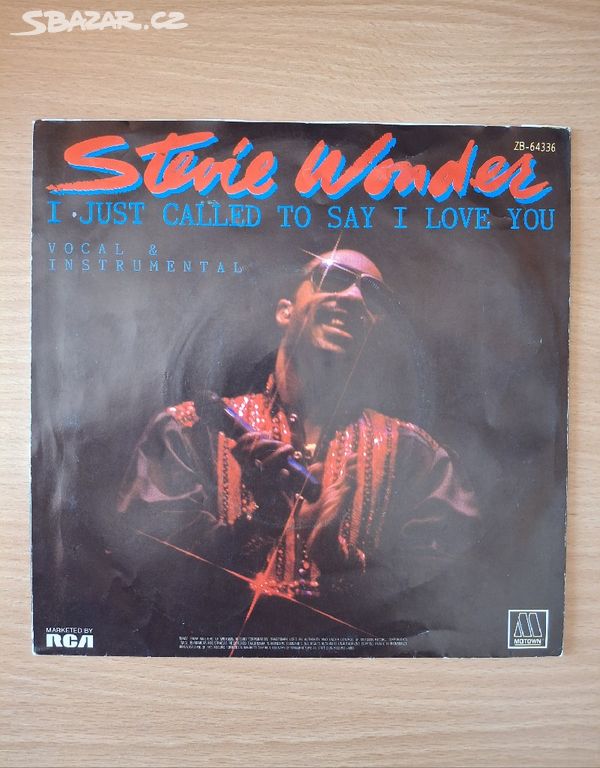 SBAZAR.CZ
ZB-64336
Stevie Wonder
I JUST CALLED TO SAY I LOVE YOU
VOCAL &
INSTRUMENTAL
MARKETED BY
RCA
MOTOWN